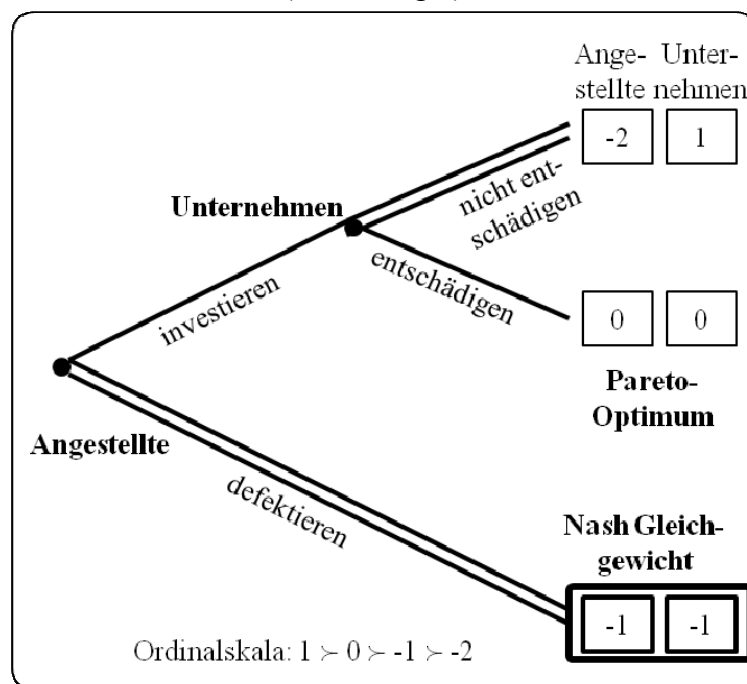 Ange- Unter-
stellte nehmen
-2 1
nicht ent-
schädigen
Unternehmen
entschädigen
investieren
0 0
Pareto-
Optimum
Angestellte
defektieren
Nash Gleich-
gewicht
-1 -1
Ordinalskala: 1 ≻ 0 ≻ -1 ≻ -2